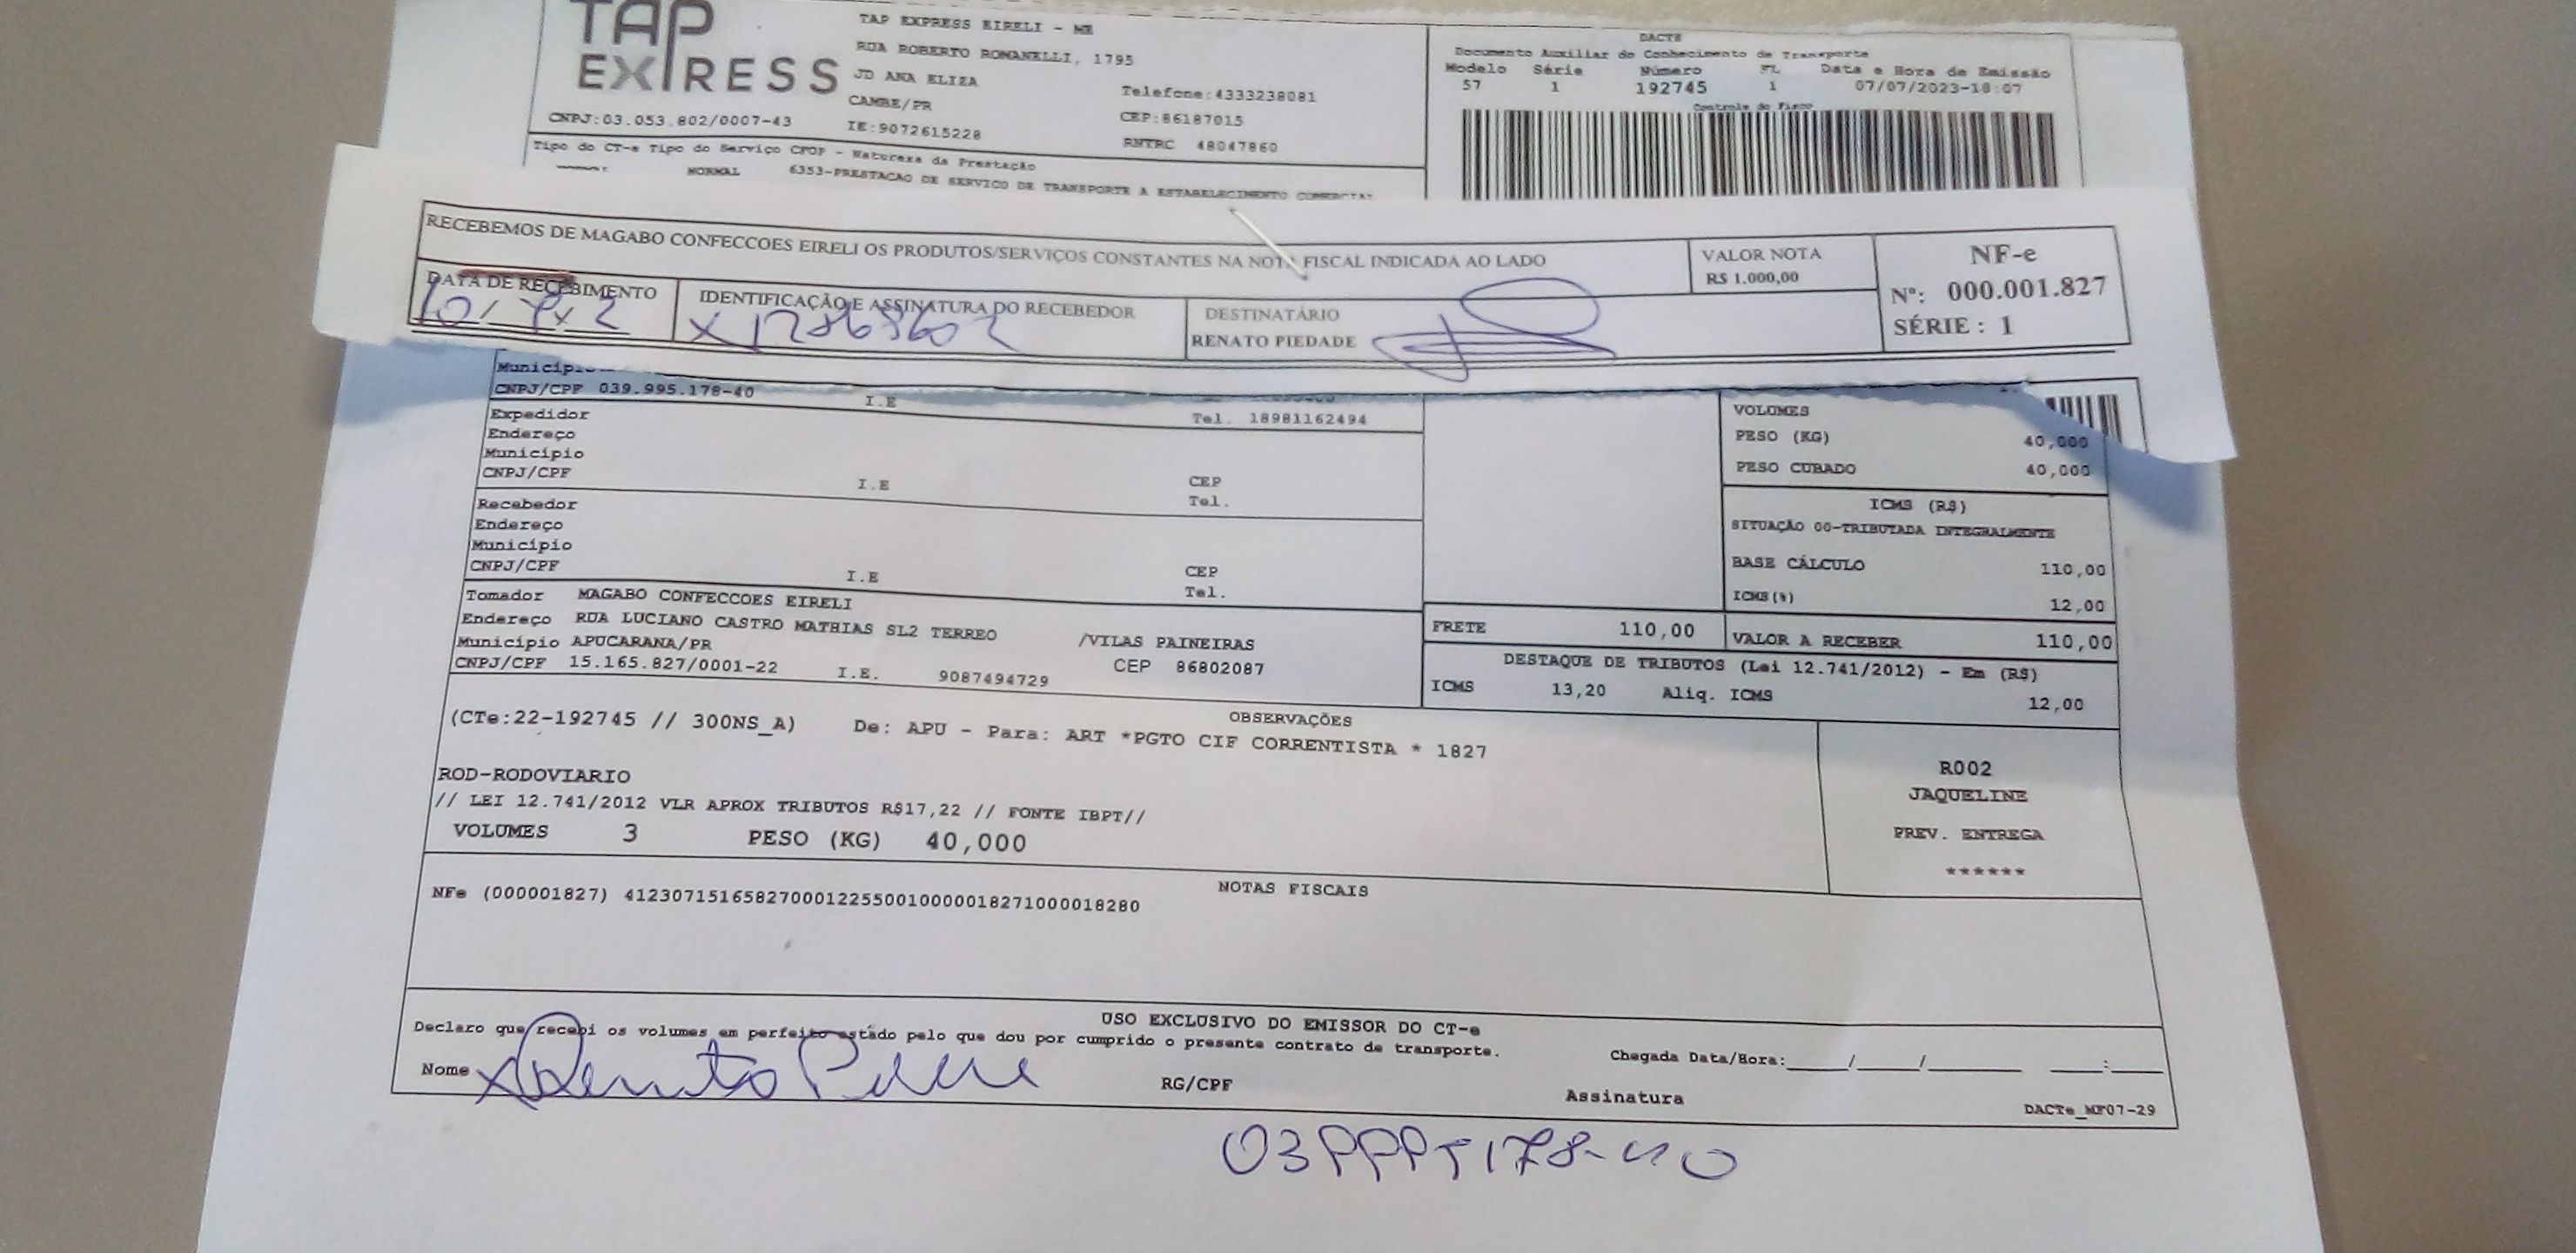 TAP
EXPRESS
CNPJ:03.053.802/0007-43
TAP EXPRESS EIRELI - ME
RUA ROBERTO ROMANELLI, 1795
JD ANA ELIZA
CAMBE/PR
IE:9072615228
Telefone:4333238081
CEP:86187015
RNTRC 48047860
DACTE
Documento Auxiliar do Conhecimento de Transporte
Modelo Série Número FL Data e Hora de Emissão
57 1 192745 1 07/07/2023-18:07
Controle do Fisco
Tipo do CT-e Tipo do Serviço CFOP - Natureza da Prestação
NORMAL 6353-PRESTACAO DE SERVICO DE TRANSPORTE A ESTABELECIMENTO COMERCIAL
RECEBEMOS DE MAGABO CONFECCOES EIRELI OS PRODUTOS/SERVIÇOS CONSTANTES NA NOTA FISCAL INDICADA AO LADO
VALOR NOTA
R$ 1.000,00
NF-e
Nº: 000.001.827
SÉRIE : 1
DATA DE RECEBIMENTO
IDENTIFICAÇÃO E ASSINATURA DO RECEBEDOR
DESTINATÁRIO
RENATO PIEDADE
CNPJ/CPF 039.995.178-40 I.E
Tel. 18981162494
Expedidor
Endereço
Município
CNPJ/CPF I.E
CEP
Tel.
Recebedor
Endereço
Município
CNPJ/CPF I.E
CEP
Tel.
Tomador MAGABO CONFECCOES EIRELI
Endereço RUA LUCIANO CASTRO MATHIAS SL2 TERREO /VILAS PAINEIRAS
Município APUCARANA/PR
CNPJ/CPF 15.165.827/0001-22 I.E. 9087494729 CEP 86802087
VOLUMES
PESO (KG) 40,000
PESO CUBADO 40,000
ICMS (R$)
SITUAÇÃO 00-TRIBUTADA INTEGRALMENTE
BASE CÁLCULO 110,00
ICMS(%) 12,00
FRETE 110,00 VALOR A RECEBER 110,00
DESTAQUE DE TRIBUTOS (Lei 12.741/2012) - Em (R$)
ICMS 13,20 Aliq. ICMS 12,00
OBSERVAÇÕES
(CTe:22-192745 // 300NS_A) De: APU - Para: ART *PGTO CIF CORRENTISTA * 1827
ROD-RODOVIARIO
// LEI 12.741/2012 VLR APROX TRIBUTOS R$17,22 // FONTE IBPT//
VOLUMES 3 PESO (KG) 40,000
R002
JAQUELINE
PREV. ENTREGA
******
NOTAS FISCAIS
NFe (000001827) 41230715165827000122550010000018271000018280
USO EXCLUSIVO DO EMISSOR DO CT-e
Declaro que recebi os volumes em perfeito estado pelo que dou por cumprido o presente contrato de transporte.
Chegada Data/Hora:____/____/____ ____:____
Nome Renato
RG/CPF
Assinatura
DACTe_MF07-29